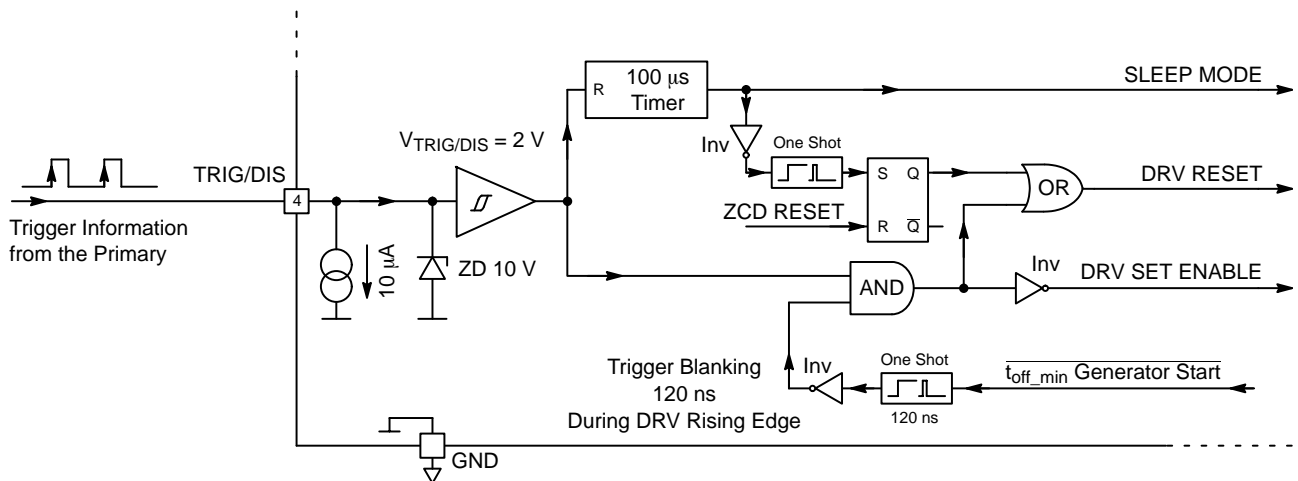 100 μs
Timer
R
SLEEP MODE
V_TRIG/DIS = 2 V
Inv
One Shot
TRIG/DIS
4
S Q
OR
DRV RESET
ZCD RESET
R Q̅
Trigger Information
from the Primary
10 μA
ZD 10 V
AND
Inv
DRV SET ENABLE
Trigger Blanking
120 ns
During DRV Rising Edge
Inv
One Shot
120 ns
t_off_min Generator Start
GND